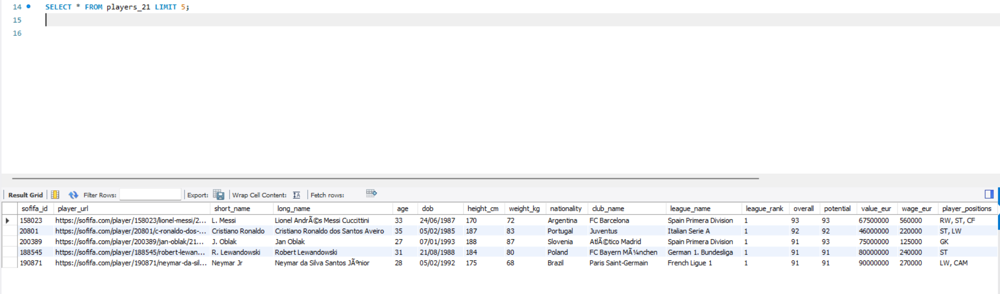 14 SELECT * FROM players_21 LIMIT 5;
15
16
Result Grid Filter Rows: Export: Wrap Cell Content: IA Fetch rows:
sofifa_id player_url short_name long_name age dob height_cm weight_kg nationality club_name league_name league_rank overall potential value_eur wage_eur player_positions
158023 https://sofifa.com/player/158023/lionel-messi/2... L. Messi Lionel AndrÃ©s Messi Cuccittini 33 24/06/1987 170 72 Argentina FC Barcelona Spain Primera Division 1 93 93 67500000 560000 RW, ST, CF
20801 https://sofifa.com/player/20801/c-ronaldo-dos-... Cristiano Ronaldo Cristiano Ronaldo dos Santos Aveiro 35 05/02/1985 187 83 Portugal Juventus Italian Serie A 1 92 92 46000000 220000 ST, LW
200389 https://sofifa.com/player/200389/jan-oblak/21... J. Oblak Jan Oblak 27 07/01/1993 188 87 Slovenia AtlÃ©tico Madrid Spain Primera Division 1 91 93 75000000 125000 GK
188545 https://sofifa.com/player/188545/robert-lewan... R. Lewandowski Robert Lewandowski 31 21/08/1988 184 80 Poland FC Bayern MÃ¼nchen German 1. Bundesliga 1 91 91 80000000 240000 ST
190871 https://sofifa.com/player/190871/neymar-da-sil... Neymar Jr Neymar da Silva Santos JÃºnior 28 05/02/1992 175 68 Brazil Paris Saint-Germain French Ligue 1 1 91 91 90000000 270000 LW, CAM